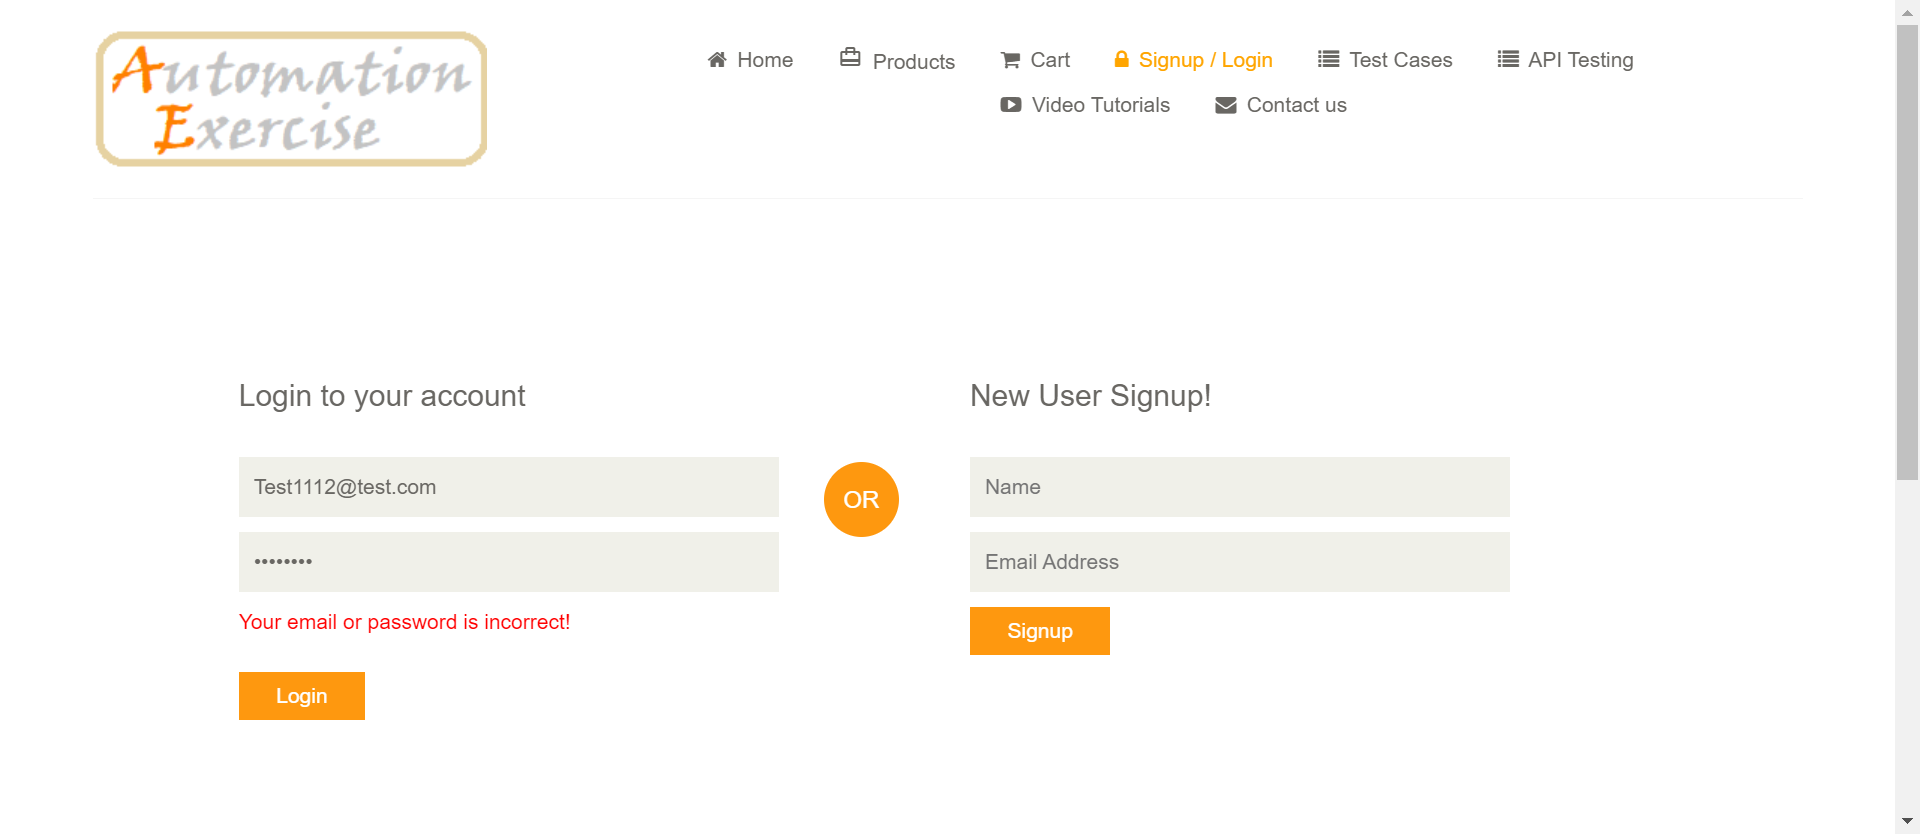 Automation
Exercise
Home
Products
Cart
Signup / Login
Test Cases
API Testing
Video Tutorials
Contact us
Login to your account
Test1112@test.com
••••••••
Your email or password is incorrect!
Login
OR
New User Signup!
Name
Email Address
Signup